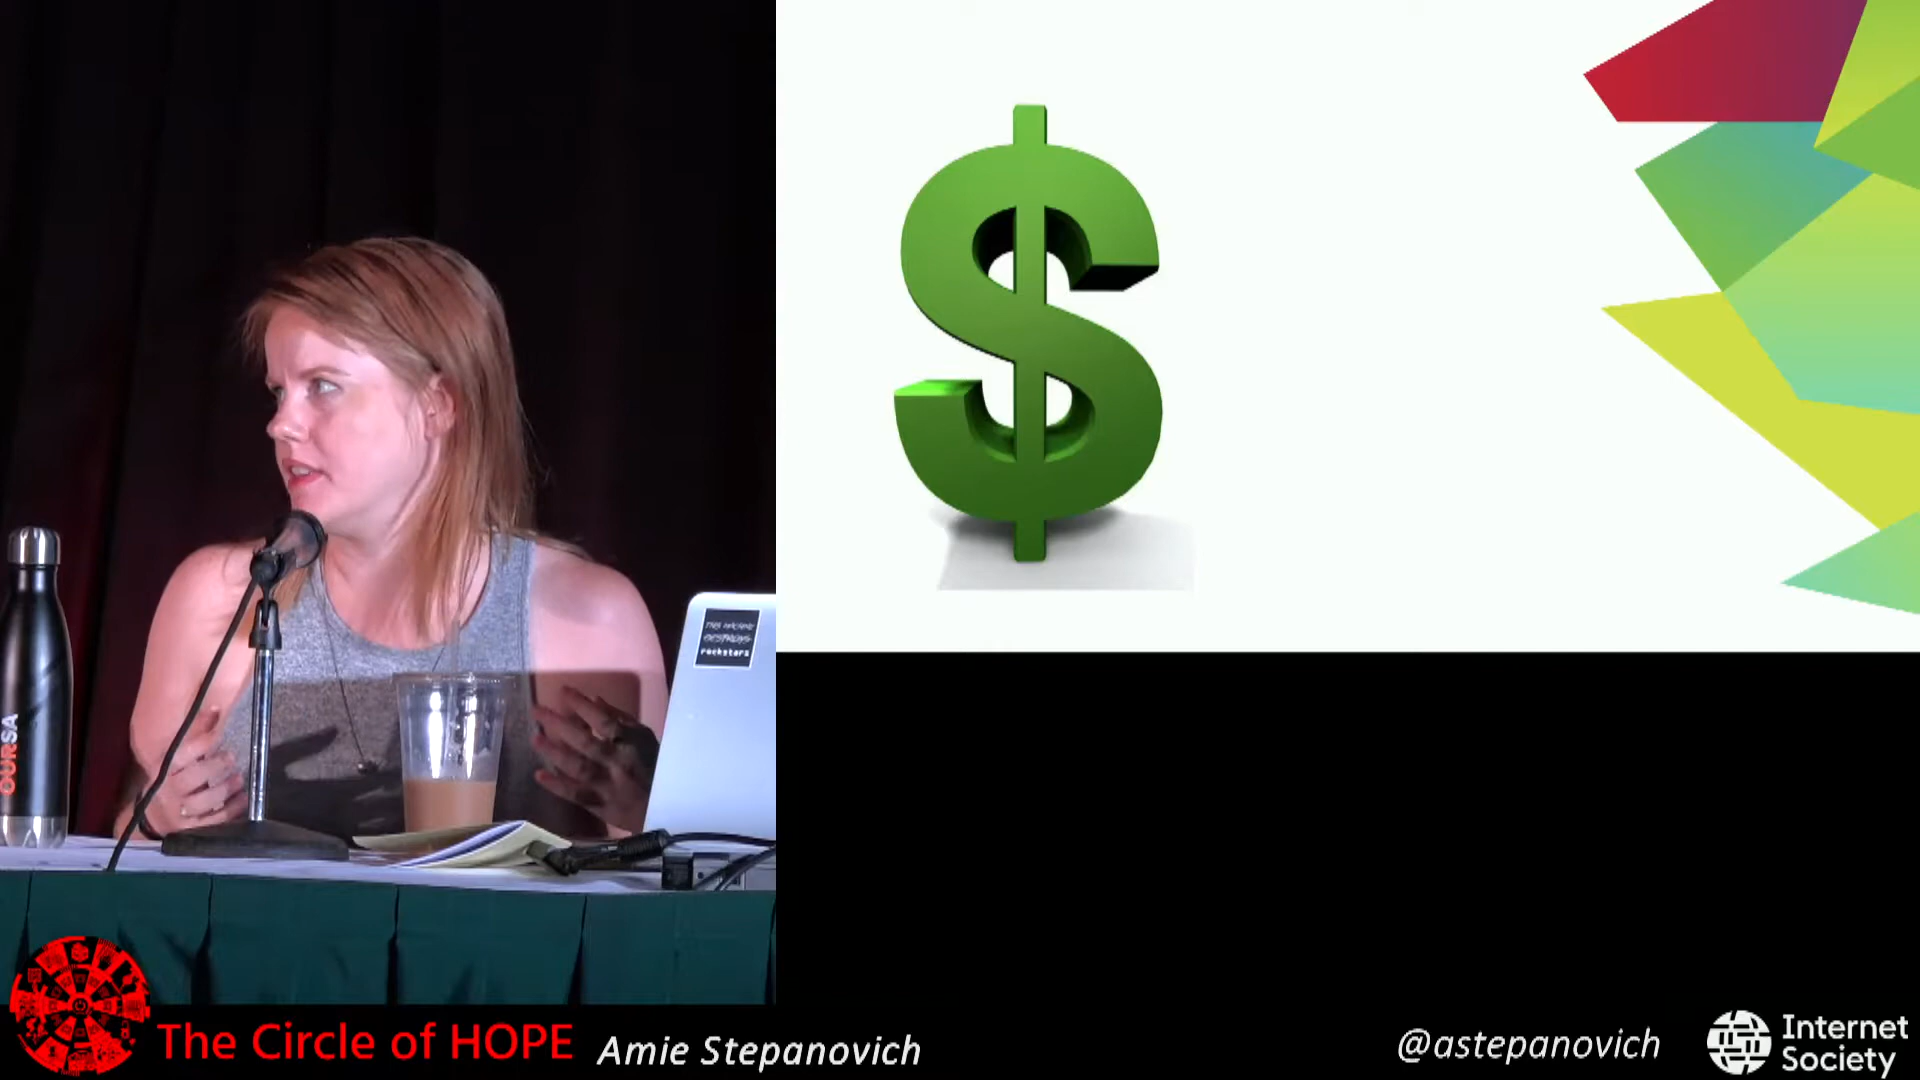 $
OURSA
rockstars
The Circle of HOPE
Amie Stepanovich
@astepanovich
Internet
Society